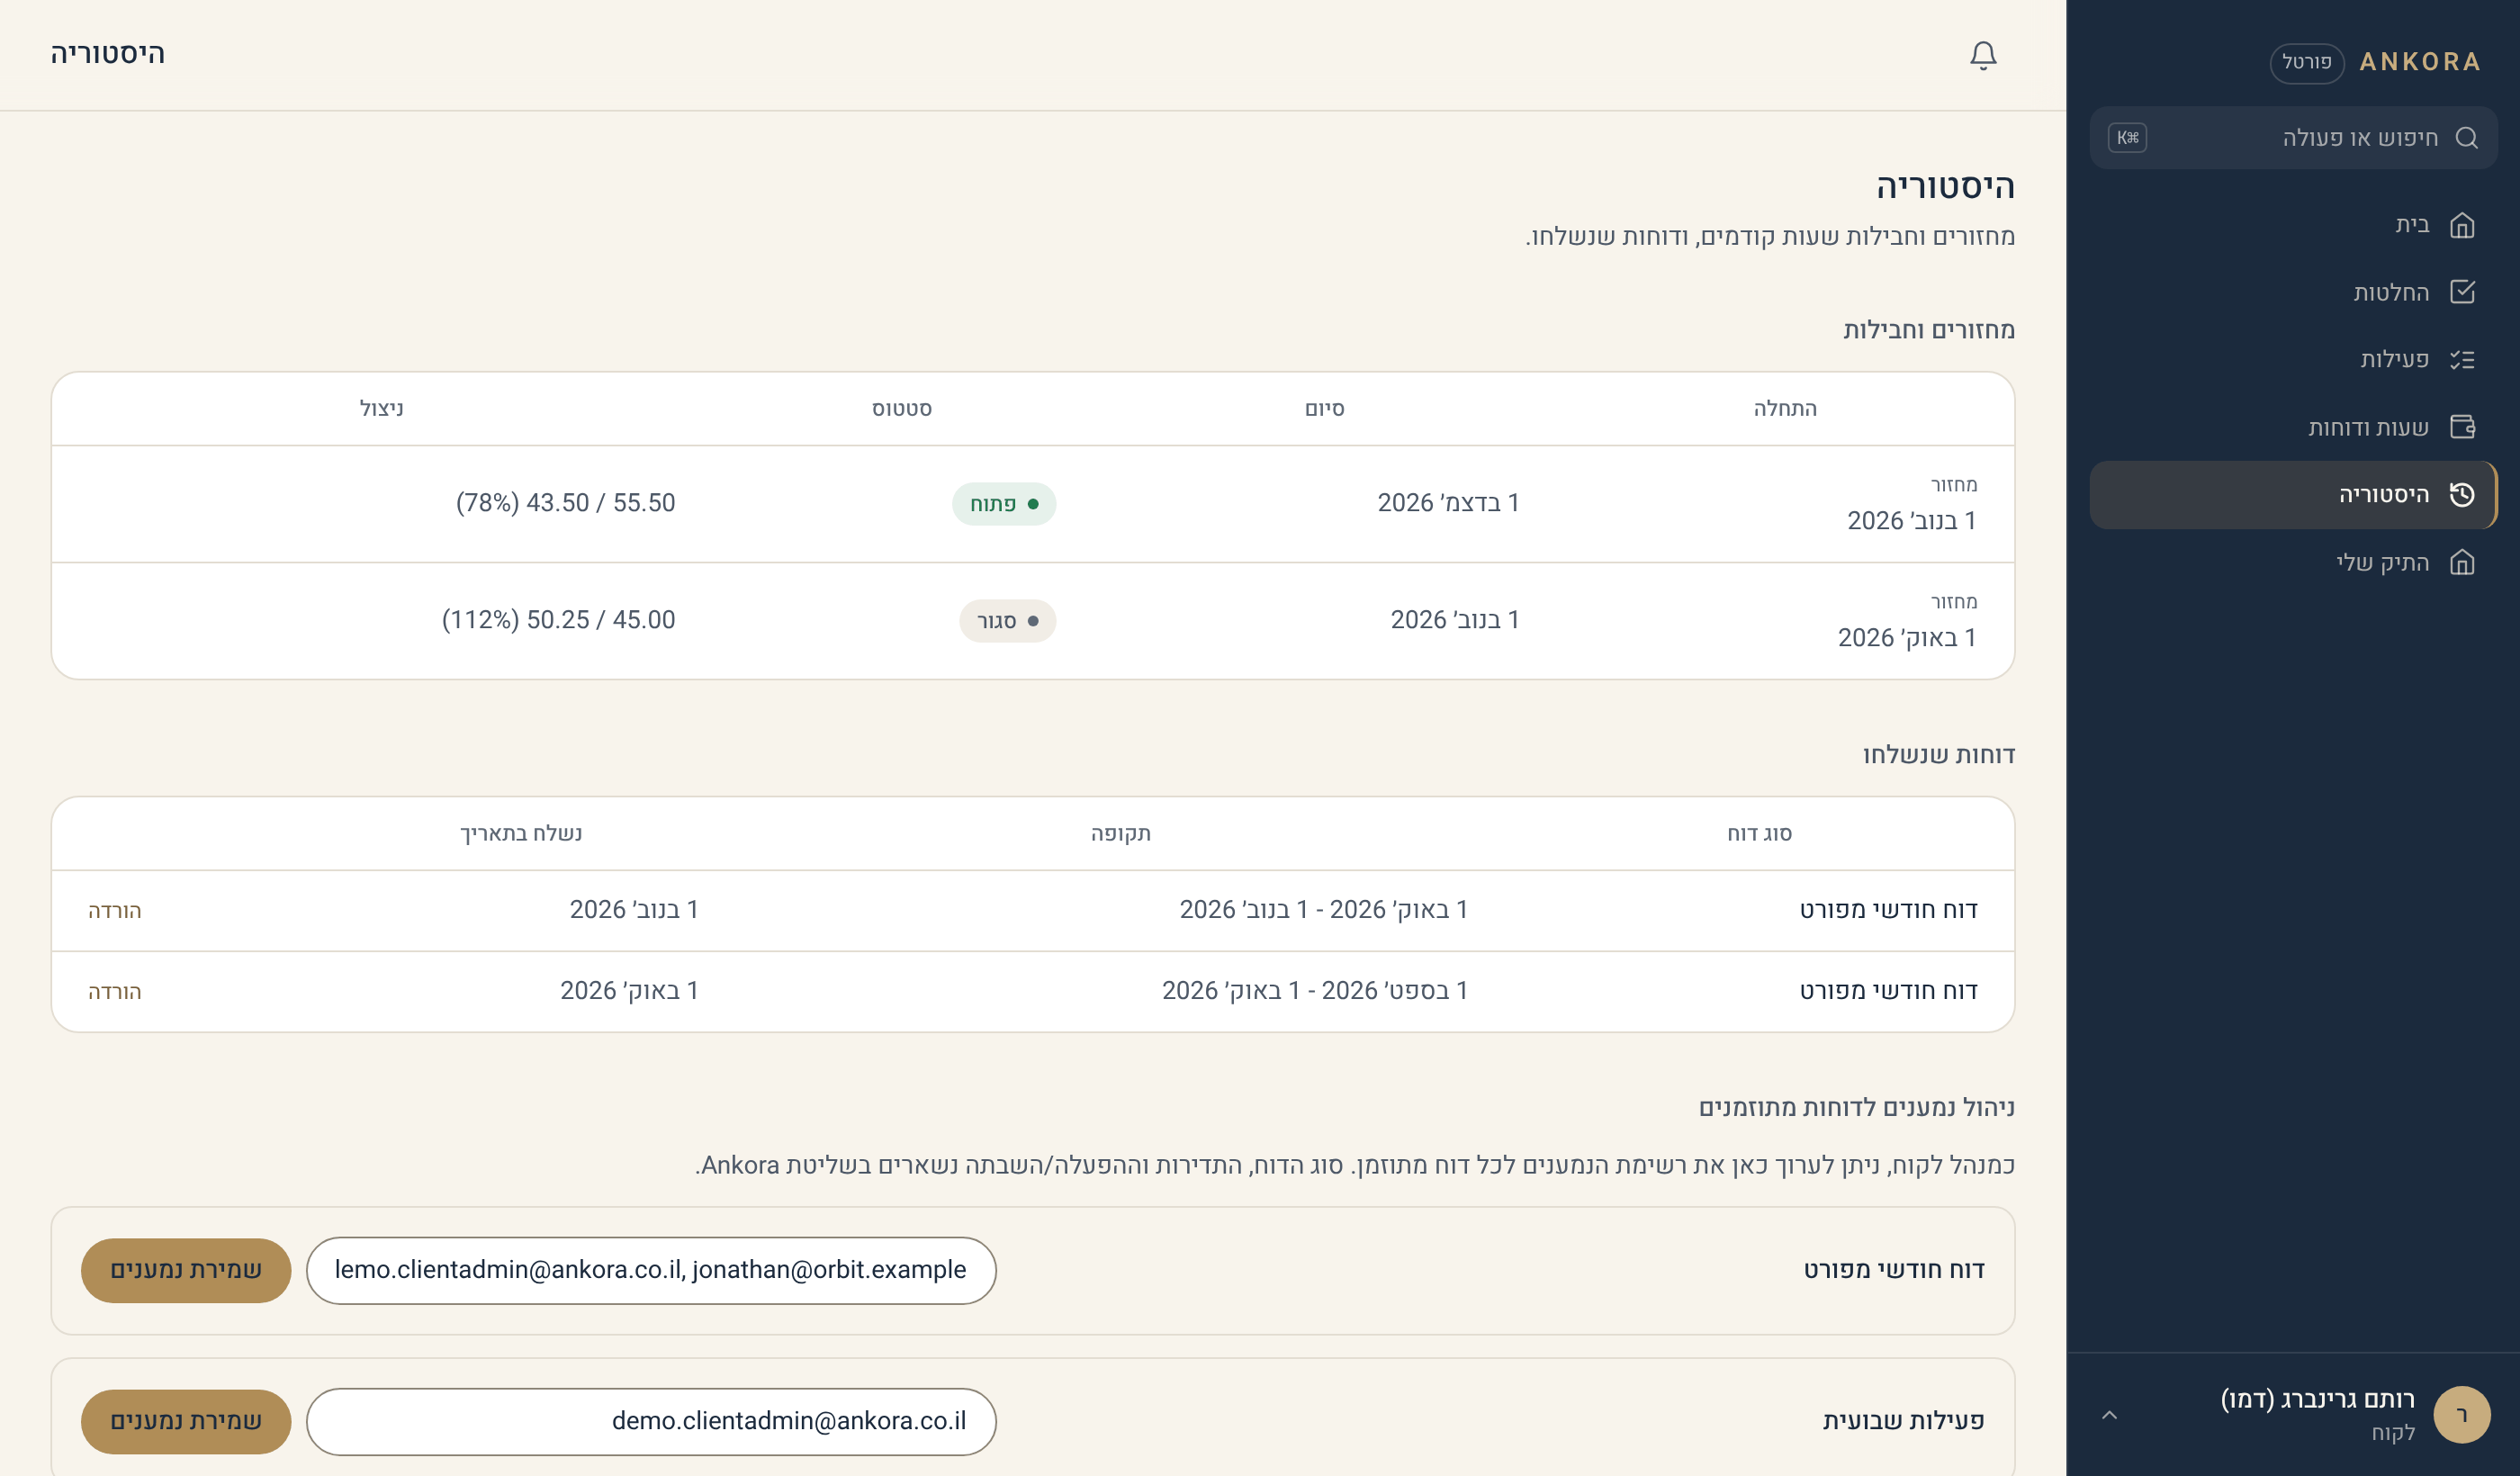 ANKORA פורטל
חיפוש או פעולה ⌘K
בית
החלטות
פעילות
שעות ודוחות
היסטוריה
התיק שלי
רותם גרינברג (דמו)
לקוח
ר
היסטוריה
היסטוריה
מחזורים וחבילות שעות קודמים, ודוחות שנשלחו.
מחזורים וחבילות
התחלה סיום סטטוס ניצול
מחזור
1 בנוב׳ 2026 1 בדצמ׳ 2026 פתוח 43.50 / 55.50 (78%)
מחזור
1 באוק׳ 2026 1 בנוב׳ 2026 סגור 50.25 / 45.00 (112%)
דוחות שנשלחו
סוג דוח תקופה נשלח בתאריך
דוח חודשי מפורט 1 באוק׳ 2026 - 1 בנוב׳ 2026 1 בנוב׳ 2026 הורדה
דוח חודשי מפורט 1 בספט׳ 2026 - 1 באוק׳ 2026 1 באוק׳ 2026 הורדה
ניהול נמענים לדוחות מתוזמנים
כמנהל לקוח, ניתן לערוך כאן את רשימת הנמענים לכל דוח מתוזמן. סוג הדוח, התדירות וההפעלה/השבתה נשארים בשליטת Ankora.
דוח חודשי מפורט lemo.clientadmin@ankora.co.il, jonathan@orbit.example שמירת נמענים
פעילות שבועית demo.clientadmin@ankora.co.il שמירת נמענים